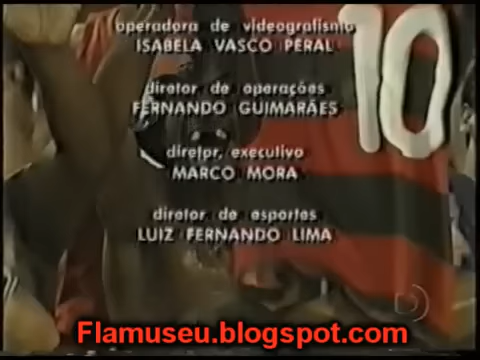 operadora de videografismo
ISABELA VASCO PERAL
diretor de operações
FERNANDO GUIMARÃES
diretor, executivo
MARCO MORA
diretor de esportes
LUIZ FERNANDO LIMA
10
Flamuseu.blogspot.com